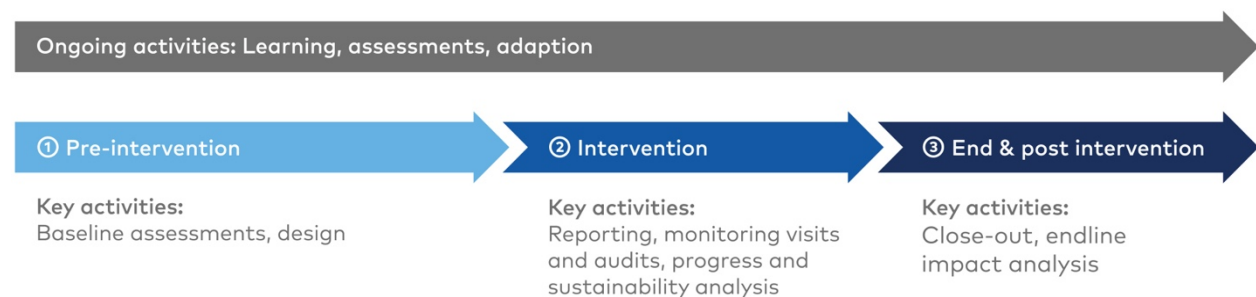 Ongoing activities: Learning, assessments, adaption
① Pre-intervention
② Intervention
③ End & post intervention
Key activities:
Baseline assessments, design
Key activities:
Reporting, monitoring visits
and audits, progress and
sustainability analysis
Key activities:
Close-out, endline
impact analysis